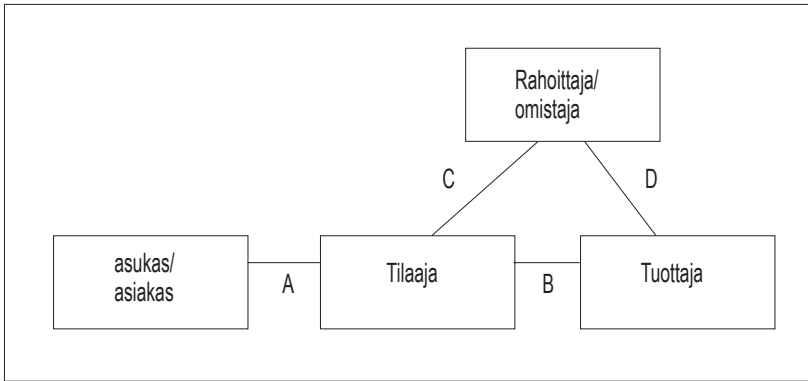 Rahoittaja/
omistaja
C
D
asukas/
asiakas
A
Tilaaja
B
Tuottaja